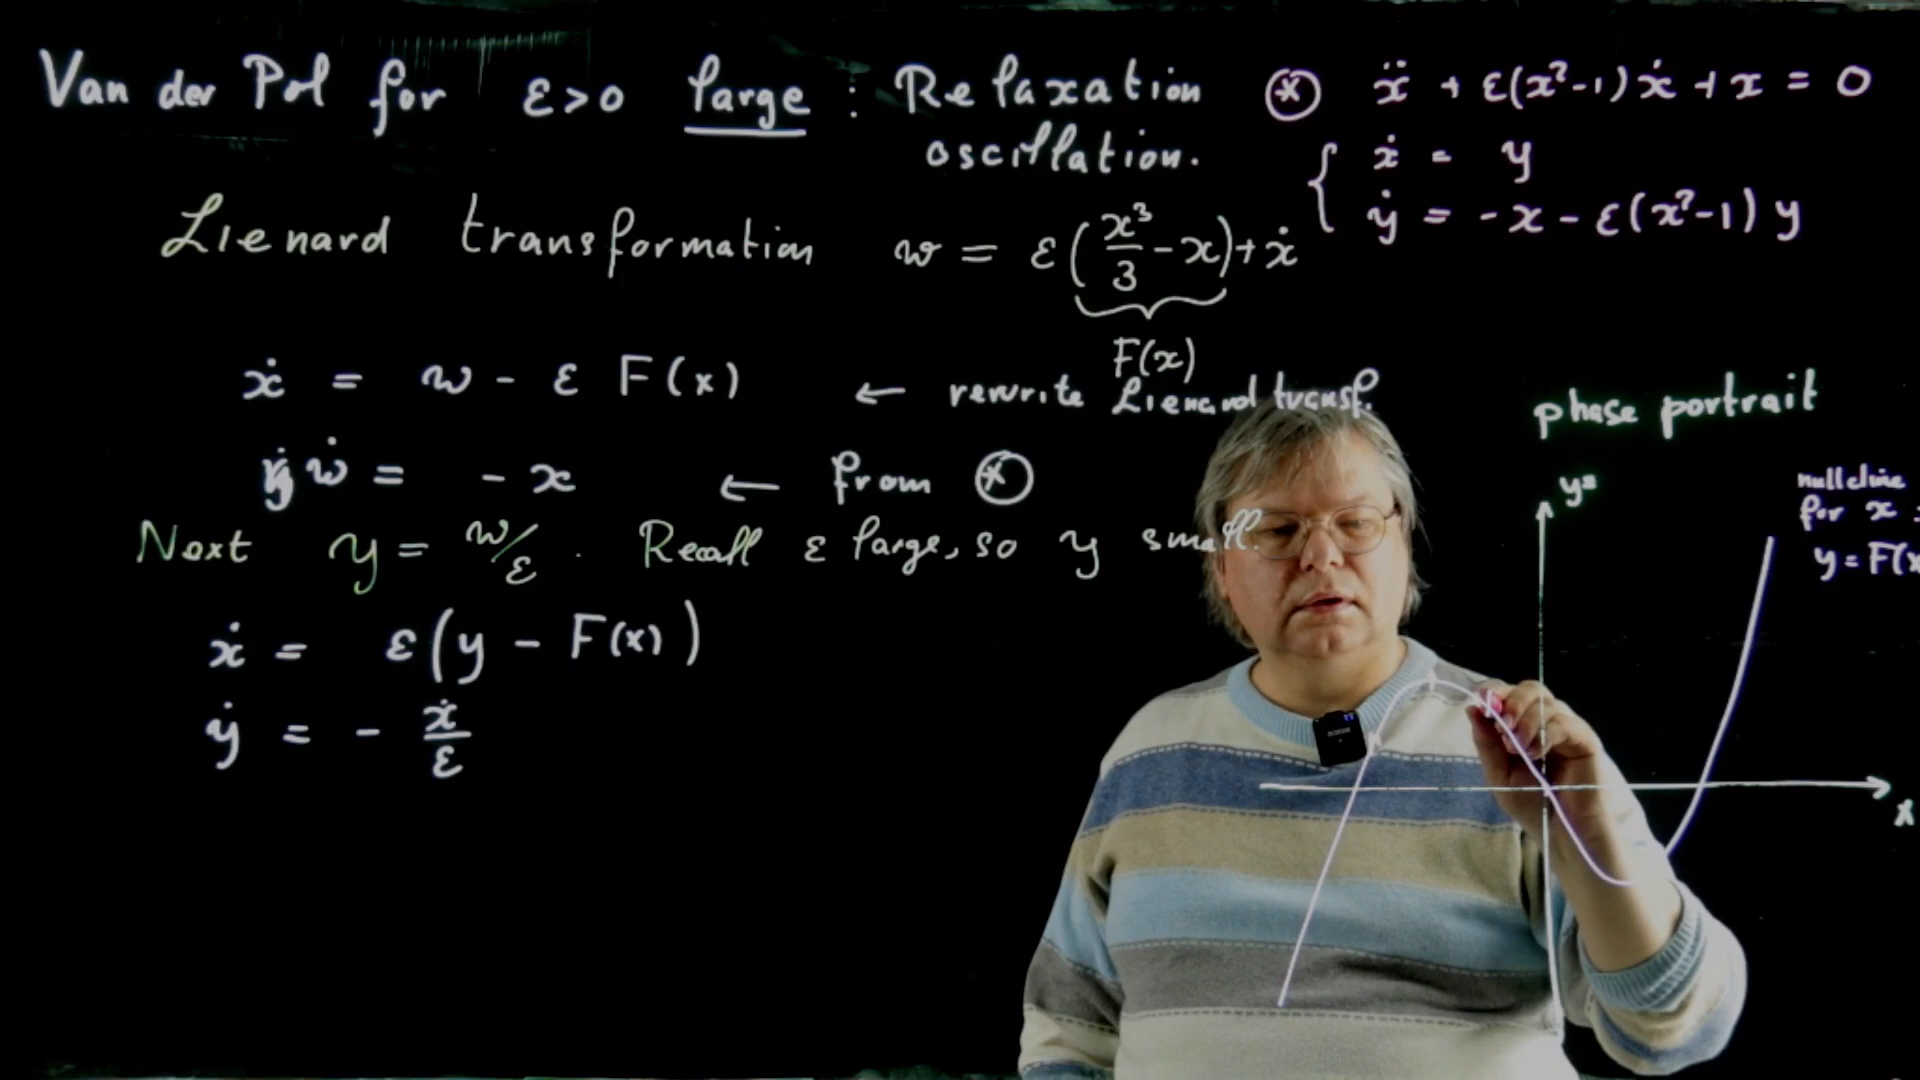 Van der Pol for ε>0 large : Relaxation oscillation.
⊛ ẍ + ε(x²-1)ẋ + x = 0
{ ẋ = y
ẏ = -x - ε(x²-1) y
Lienard transformation w = ε(x³/3 - x) + ẋ
F(x)
ẋ = w - ε F(x) ← rewrite Lienard transf.
ẇ = - x ← from ⊛
Next y = w/ε . Recall ε large, so y small.
ẋ = ε(y - F(x))
ẏ = - ẋ/ε
phase portrait
y=
nullcline
for x :
y = F(x
x